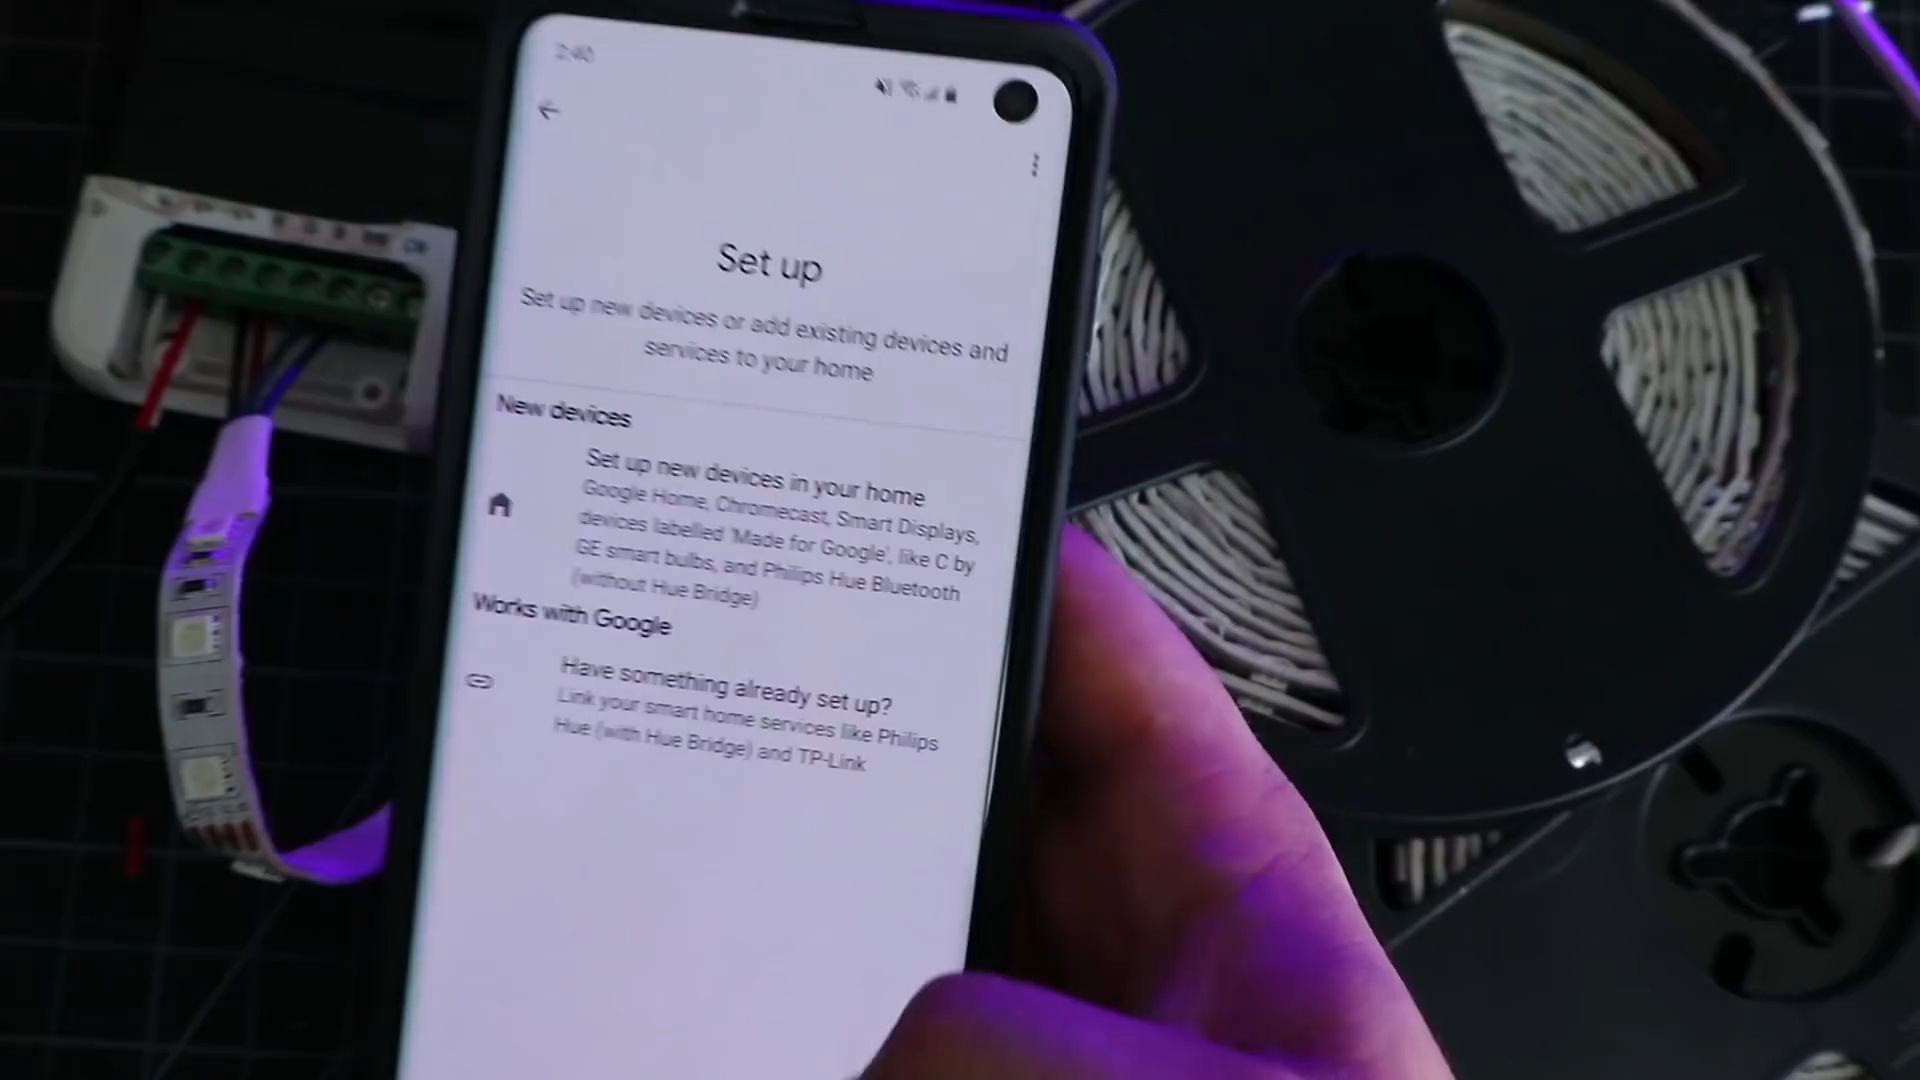 2:40
Set up
Set up new devices or add existing devices and
services to your home
New devices
Set up new devices in your home
Google Home, Chromecast, Smart Displays,
devices labelled 'Made for Google', like C by
GE smart bulbs, and Philips Hue Bluetooth
(without Hue Bridge)
Works with Google
Have something already set up?
Link your smart home services like Philips
Hue (with Hue Bridge) and TP-Link